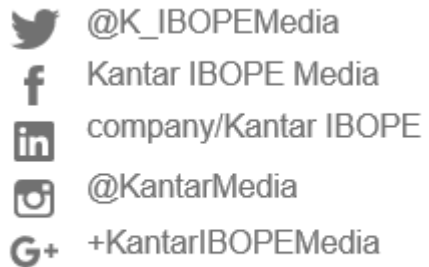 @K_IBOPEMedia
Kantar IBOPE Media
company/Kantar IBOPE
@KantarMedia
+KantarIBOPEMedia